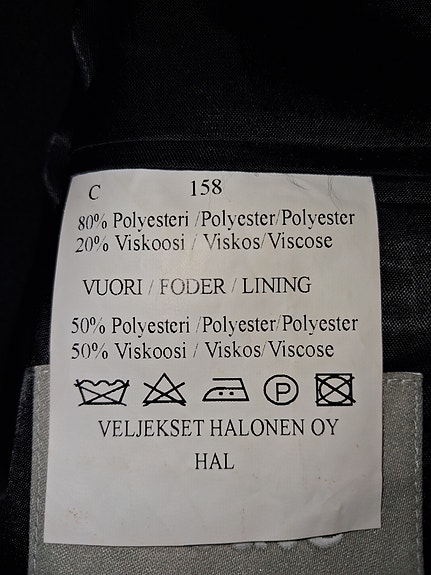 C 158
80% Polyesteri /Polyester/Polyester
20% Viskoosi / Viskos/Viscose
VUORI / FODER / LINING
50% Polyesteri /Polyester/Polyester
50% Viskoosi / Viskos/Viscose
P
VELJEKSET HALONEN OY
HAL